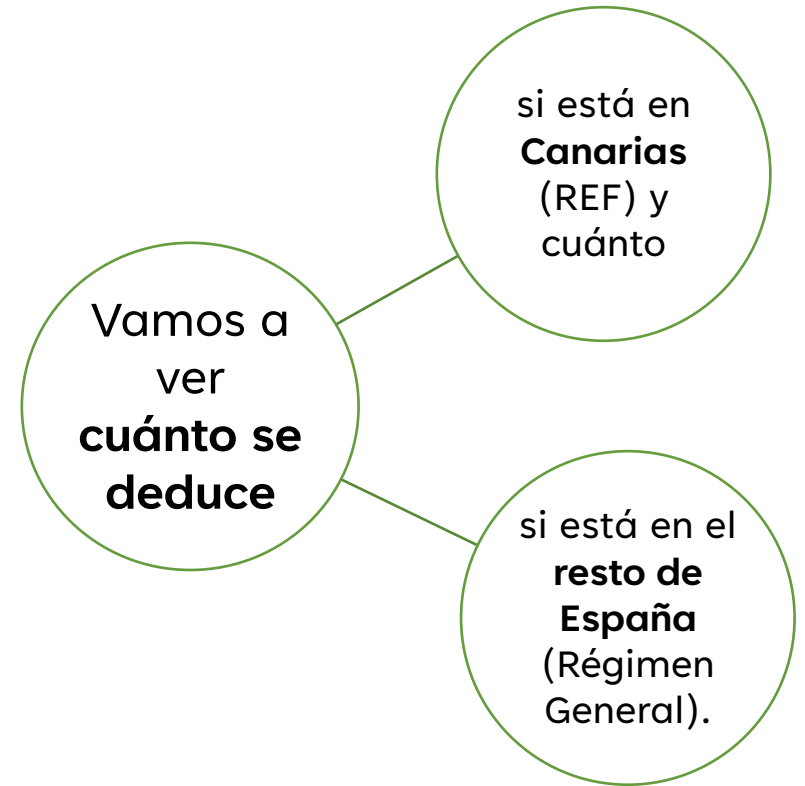 Vamos a
ver
cuánto se
deduce
si está en
Canarias
(REF) y
cuánto
si está en el
resto de
España
(Régimen
General).